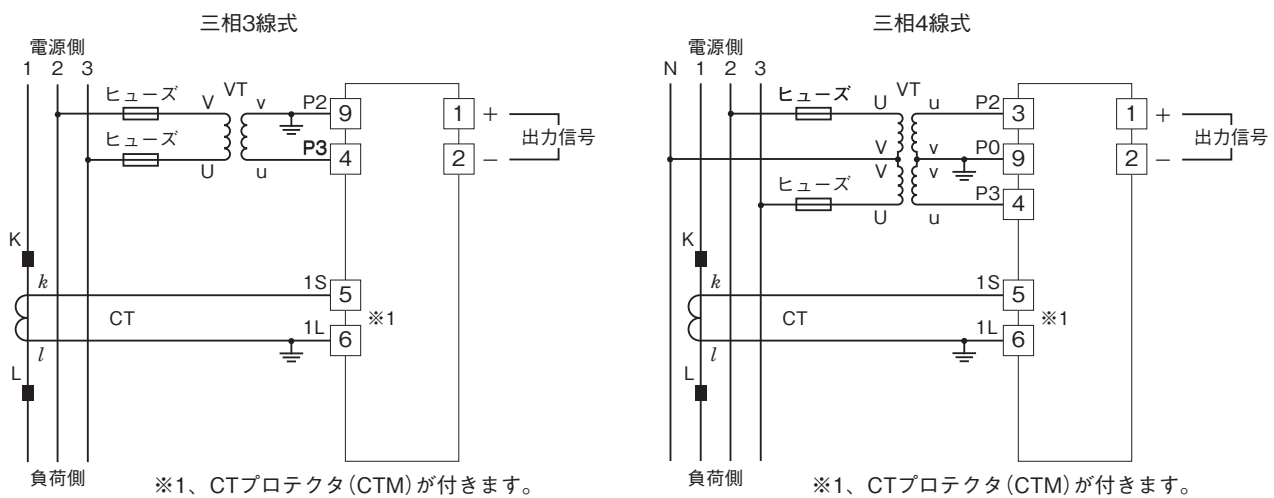 三相3線式
電源側
1 2 3
ヒューズ V VT v P2 9 1 +
ヒューズ 出力信号
U u P3 4 2 −
K
k 1S 5
CT ※1
l 1L 6
L
負荷側
※1、CTプロテクタ(CTM)が付きます。
三相4線式
電源側
N 1 2 3
ヒューズ U VT u P2 3 1 +
出力信号
V v P0 9 2 −
V v
ヒューズ P3 4
U u
K
k 1S 5
CT ※1
l 1L 6
L
負荷側
※1、CTプロテクタ(CTM)が付きます。